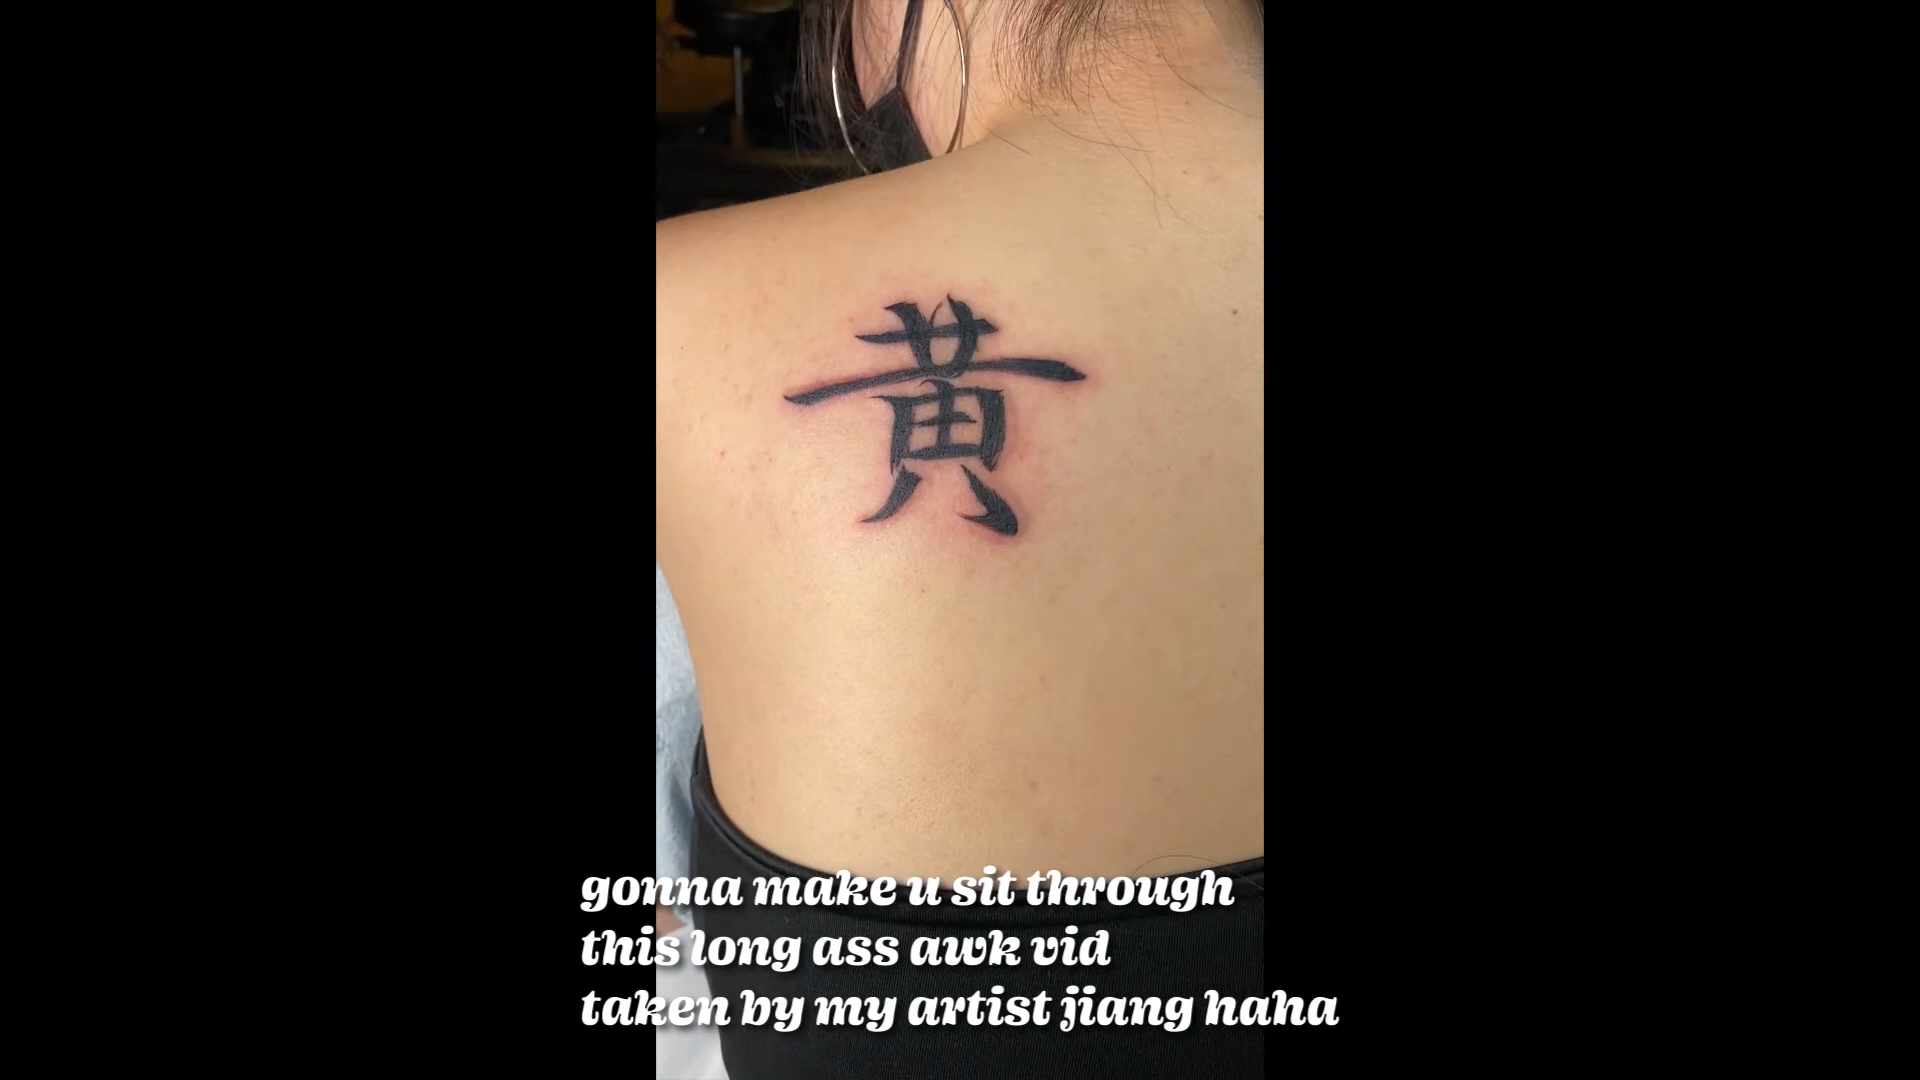 黃
gonna make u sit through
this long ass awk vid
taken by my artist jiang haha